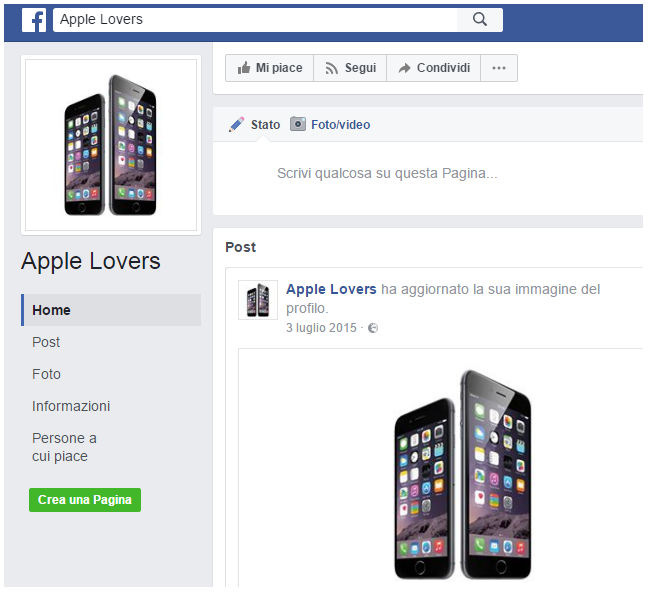 Apple Lovers
Mi piace Segui Condividi
Stato Foto/video
Scrivi qualcosa su questa Pagina...
Apple Lovers
Home
Post
Foto
Informazioni
Persone a
cui piace
Crea una Pagina
Post
Apple Lovers ha aggiornato la sua immagine del
profilo.
3 luglio 2015 ·